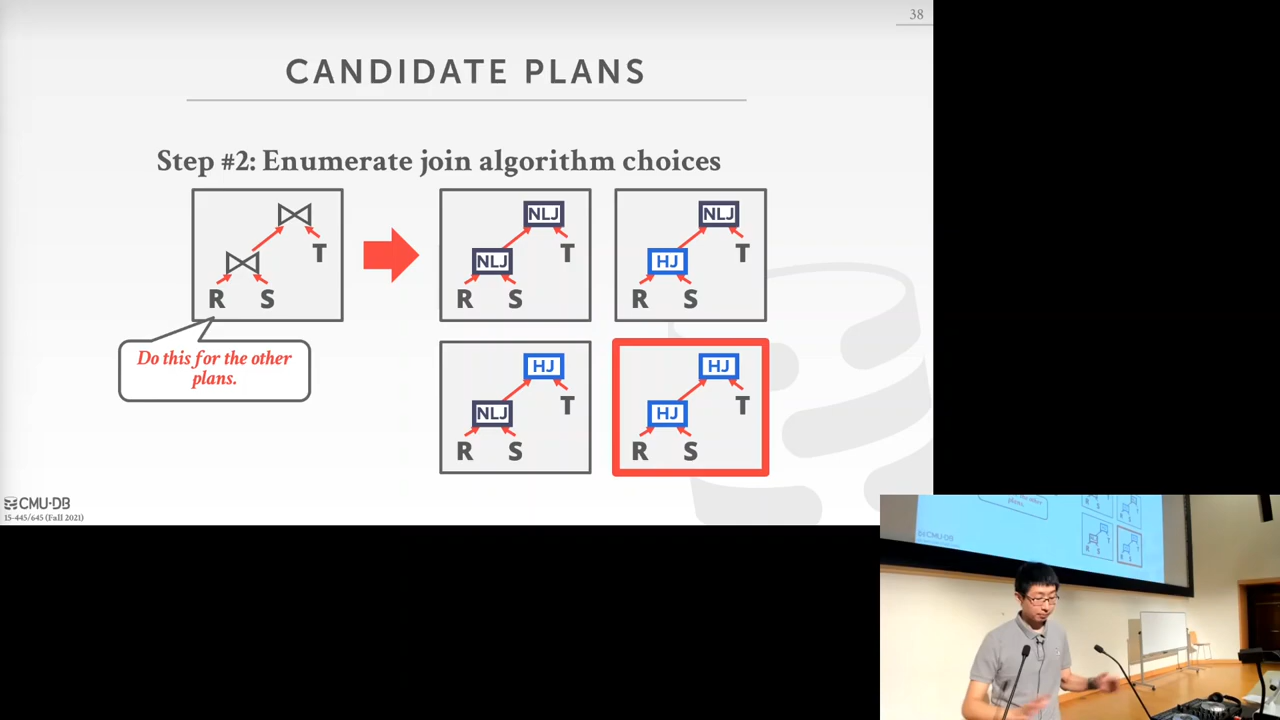 38
CANDIDATE PLANS
Step #2: Enumerate join algorithm choices
T
R S
Do this for the other
plans.
NLJ
NLJ T
R S
NLJ
HJ T
R S
HJ
NLJ T
R S
HJ
HJ T
R S
CMU·DB
15-445/645 (Fall 2021)